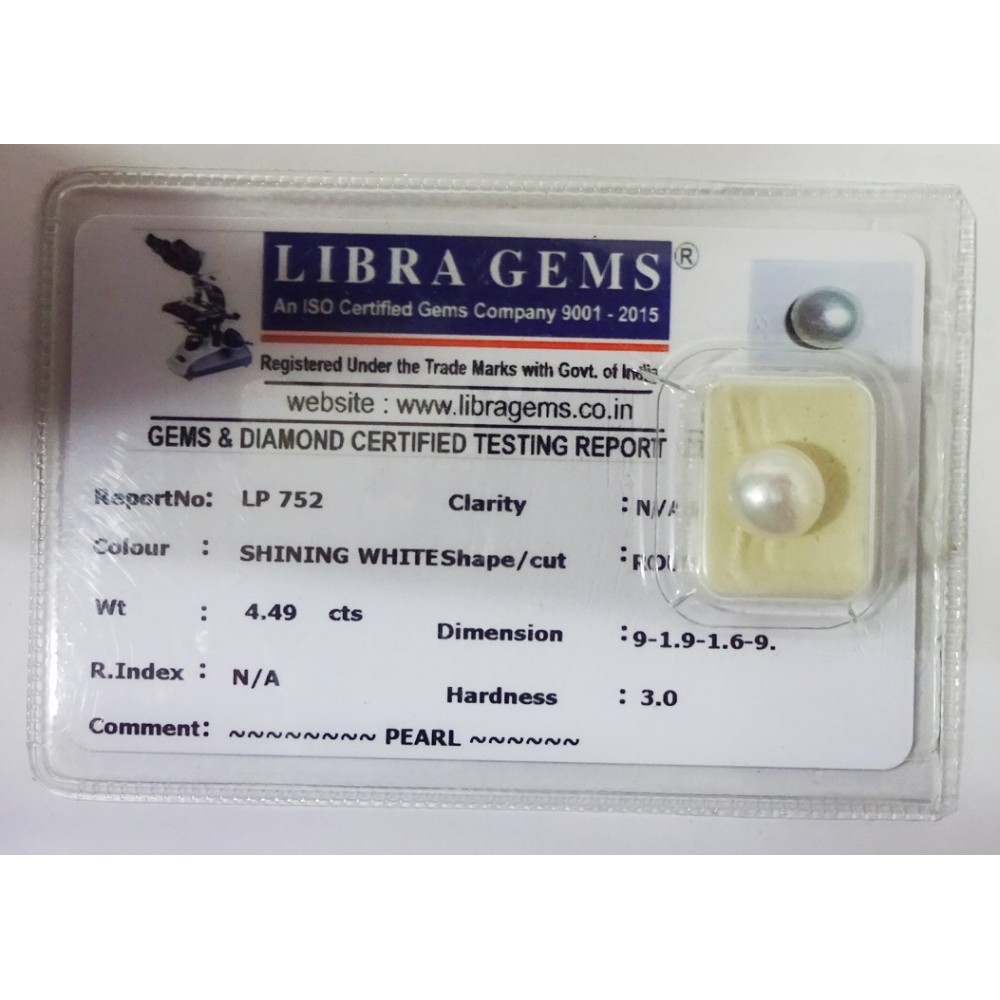 LIBRA GEMS ®
An ISO Certified Gems Company 9001 - 2015
Registered Under the Trade Marks with Govt. of
website : www.libragems.co.in
GEMS & DIAMOND CERTIFIED TESTING REPORT
ReportNo: LP 752 Clarity : N/A
Colour : SHINING WHITE Shape/cut :
Wt : 4.49 cts Dimension : 9-1.9-1.6-9.
R.Index : N/A Hardness : 3.0
Comment: ~~~~~~~~ PEARL ~~~~~~